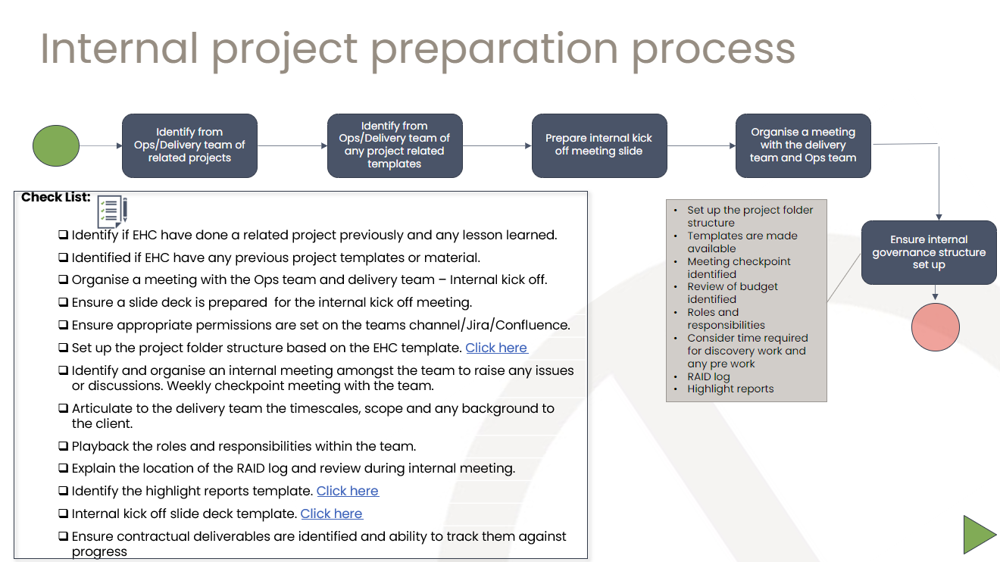 Internal project preparation process
Identify from
Ops/Delivery team of
related projects
Identify from
Ops/Delivery team of
any project related
templates
Prepare internal kick
off meeting slide
Organise a meeting
with the delivery
team and Ops team
Ensure internal
governance structure
set up
• Set up the project folder
structure
• Templates are made
available
• Meeting checkpoint
identified
• Review of budget
identified
• Roles and
responsibilities
• Consider time required
for discovery work and
any pre work
• RAID log
• Highlight reports
Check List:
❑ Identify if EHC have done a related project previously and any lesson learned.
❑ Identified if EHC have any previous project templates or material.
❑ Organise a meeting with the Ops team and delivery team – Internal kick off.
❑ Ensure a slide deck is prepared  for the internal kick off meeting.
❑ Ensure appropriate permissions are set on the teams channel/Jira/Confluence.
❑ Set up the project folder structure based on the EHC template. Click here
❑ Identify and organise an internal meeting amongst the team to raise any issues
or discussions. Weekly checkpoint meeting with the team.
❑ Articulate to the delivery team the timescales, scope and any background to
the client.
❑ Playback the roles and responsibilities within the team.
❑ Explain the location of the RAID log and review during internal meeting.
❑ Identify the highlight reports template. Click here
❑ Internal kick off slide deck template. Click here
❑ Ensure contractual deliverables are identified and ability to track them against
progress